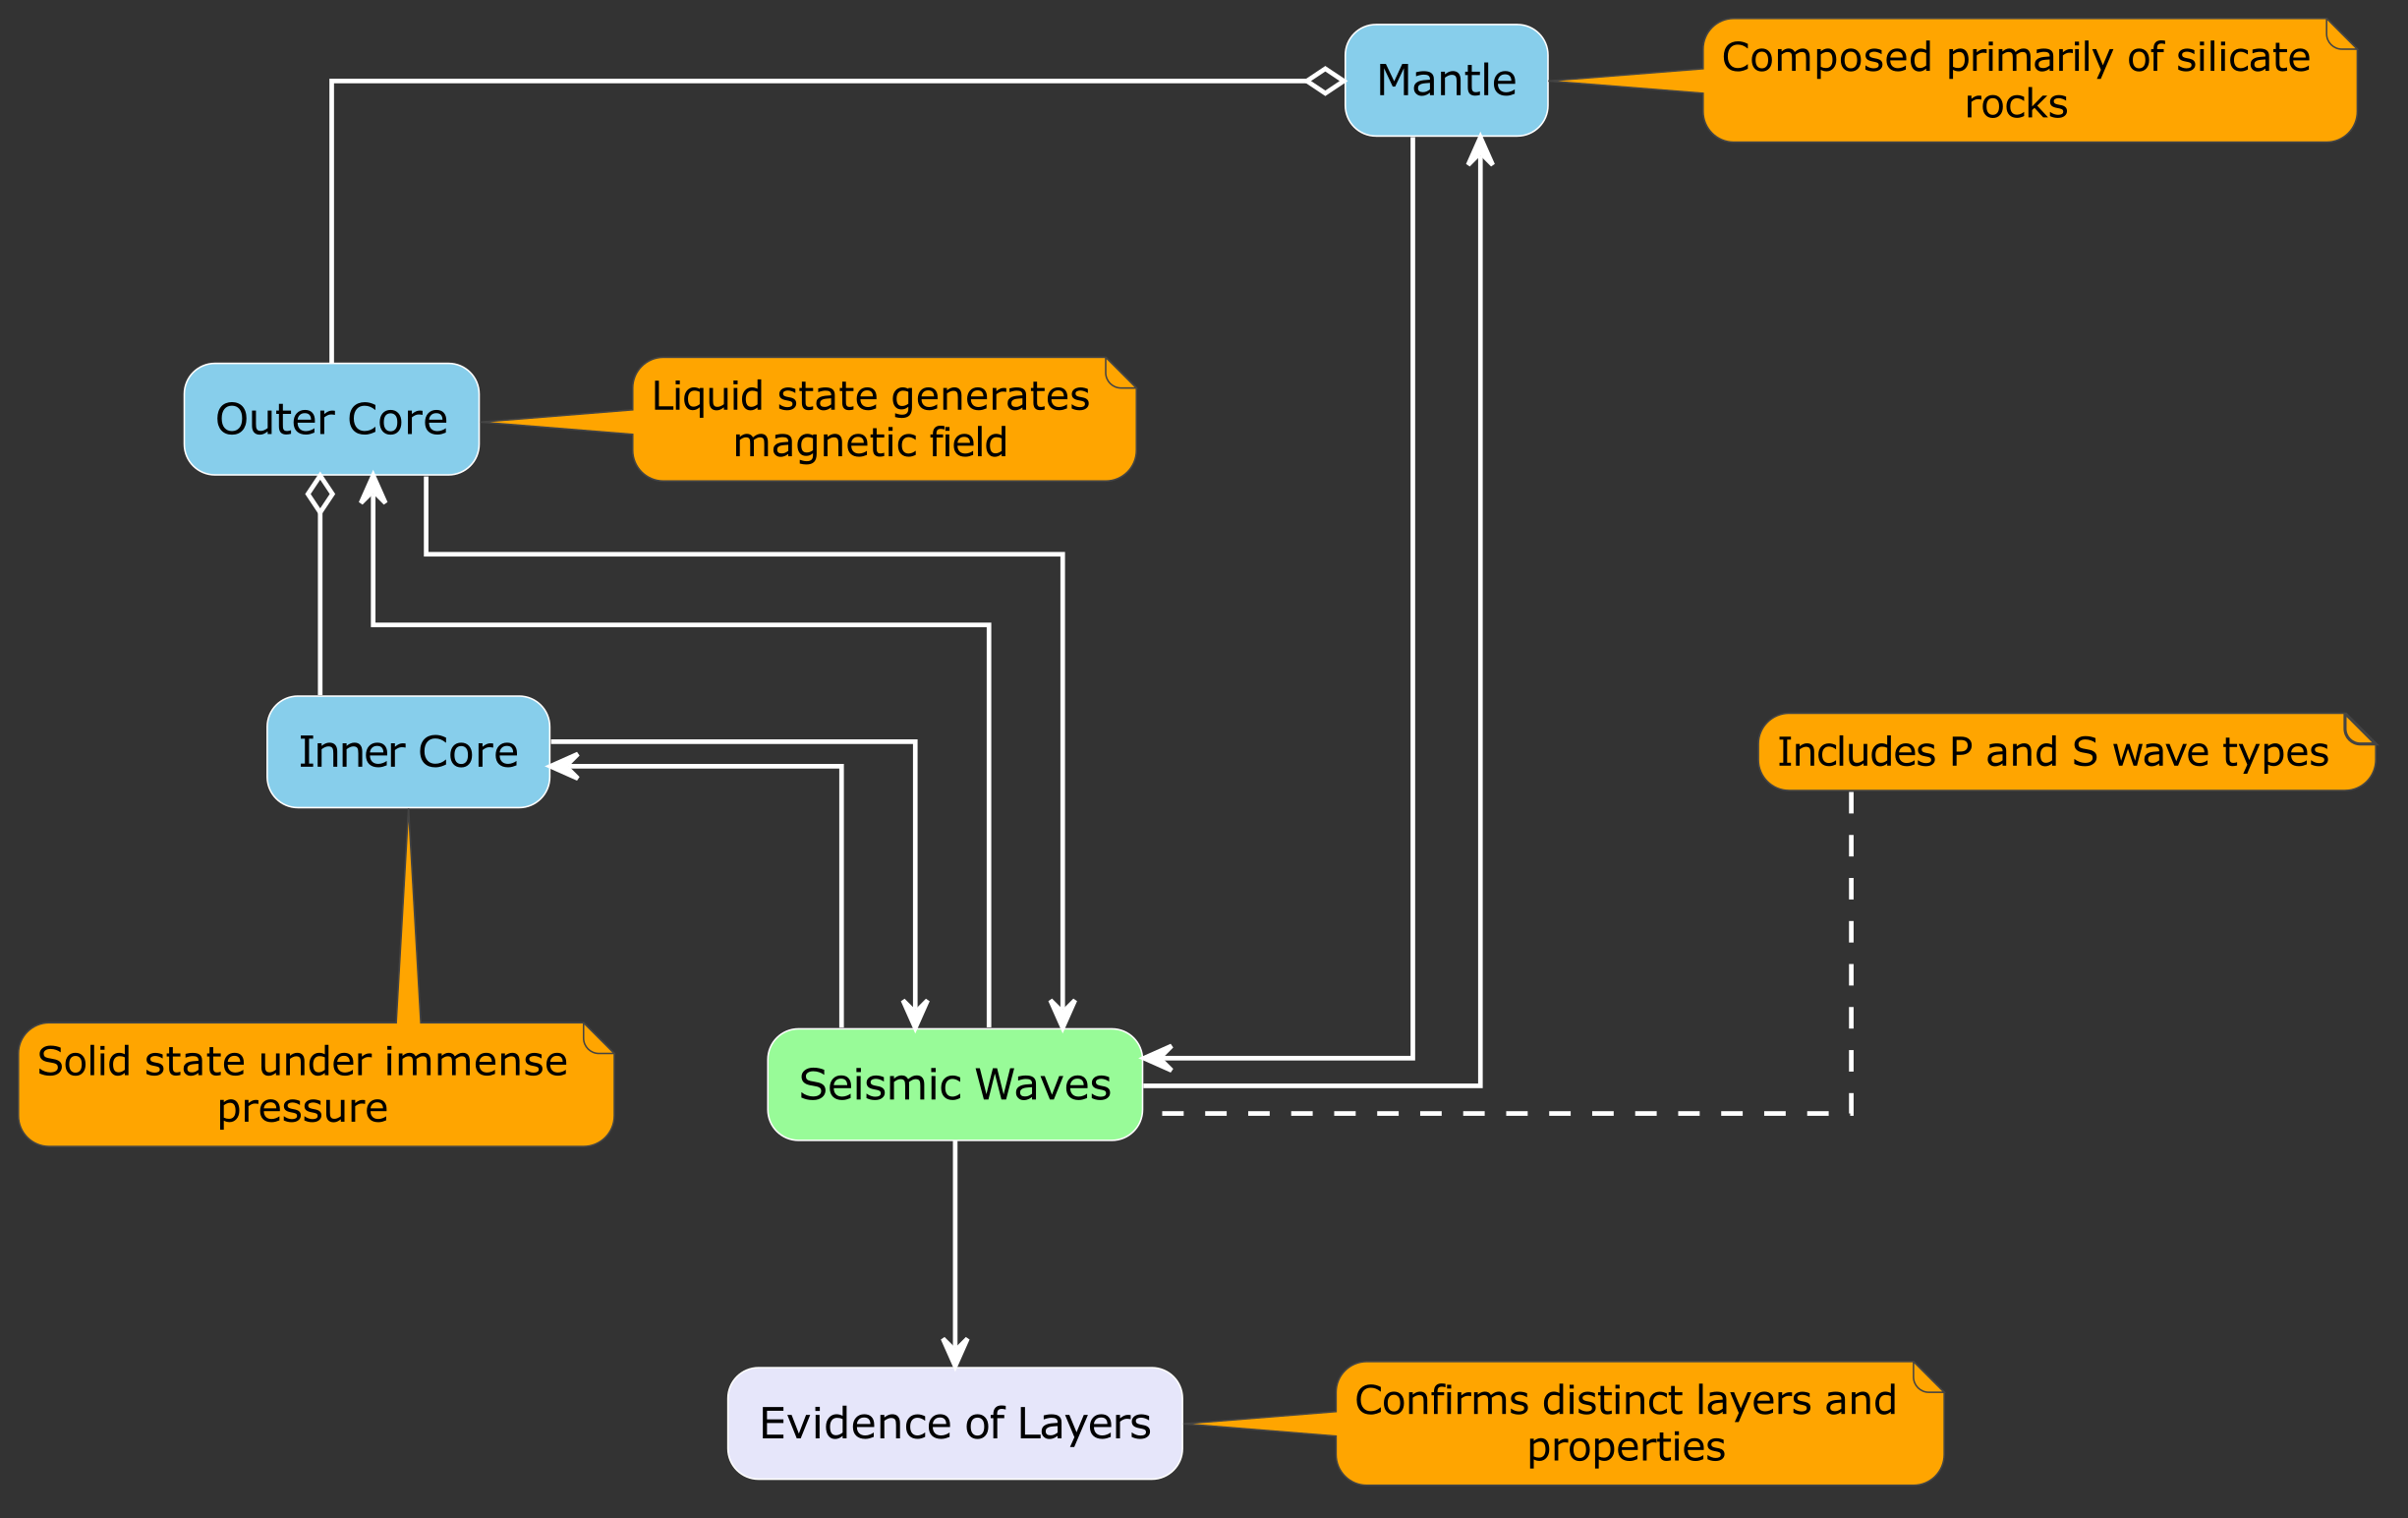 Mantle
Composed primarily of silicate
rocks
Outer Core
Liquid state generates
magnetic field
Inner Core
Includes P and S wave types
Solid state under immense
pressure
Seismic Waves
Evidence of Layers
Confirms distinct layers and
properties